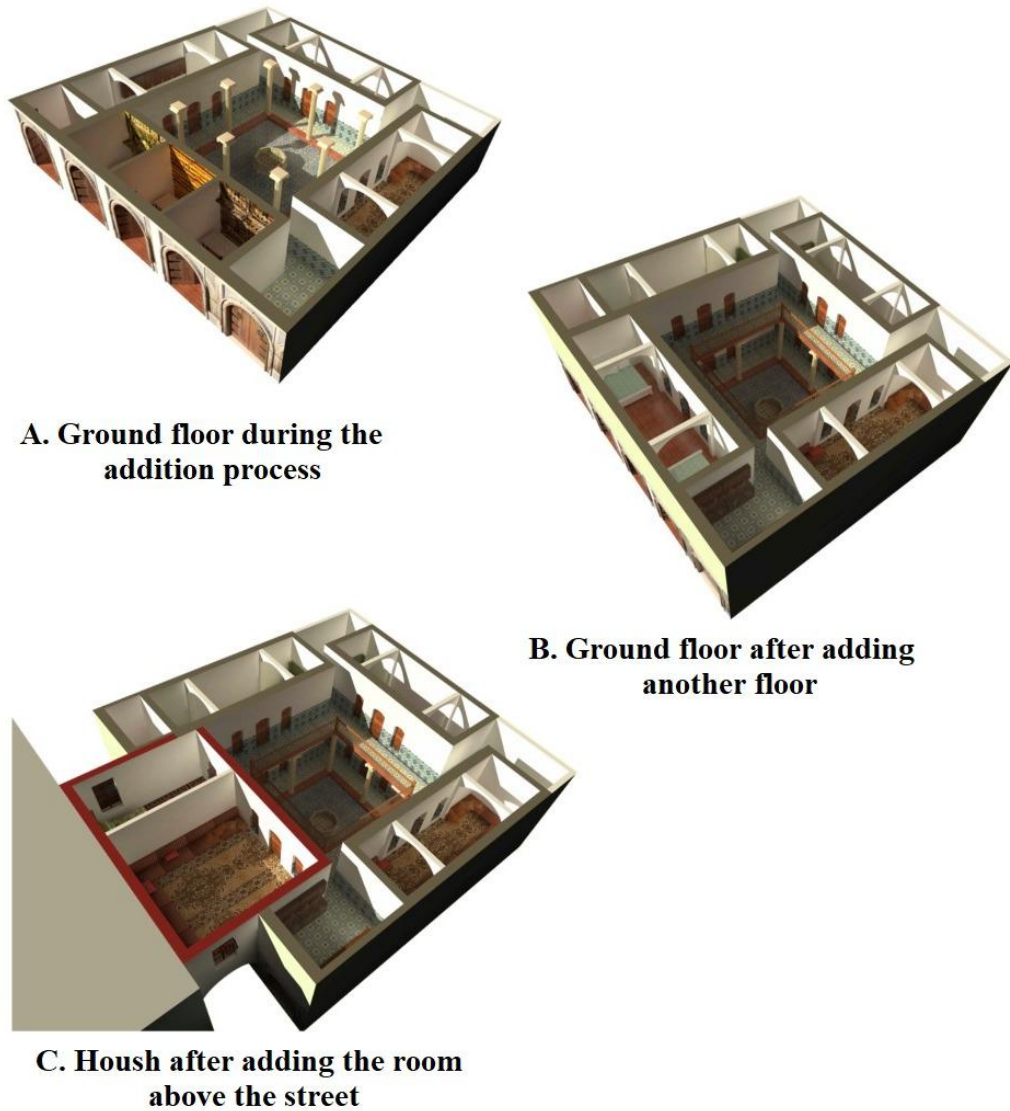 A. Ground floor during the
addition process
B. Ground floor after adding
another floor
C. Housh after adding the room
above the street